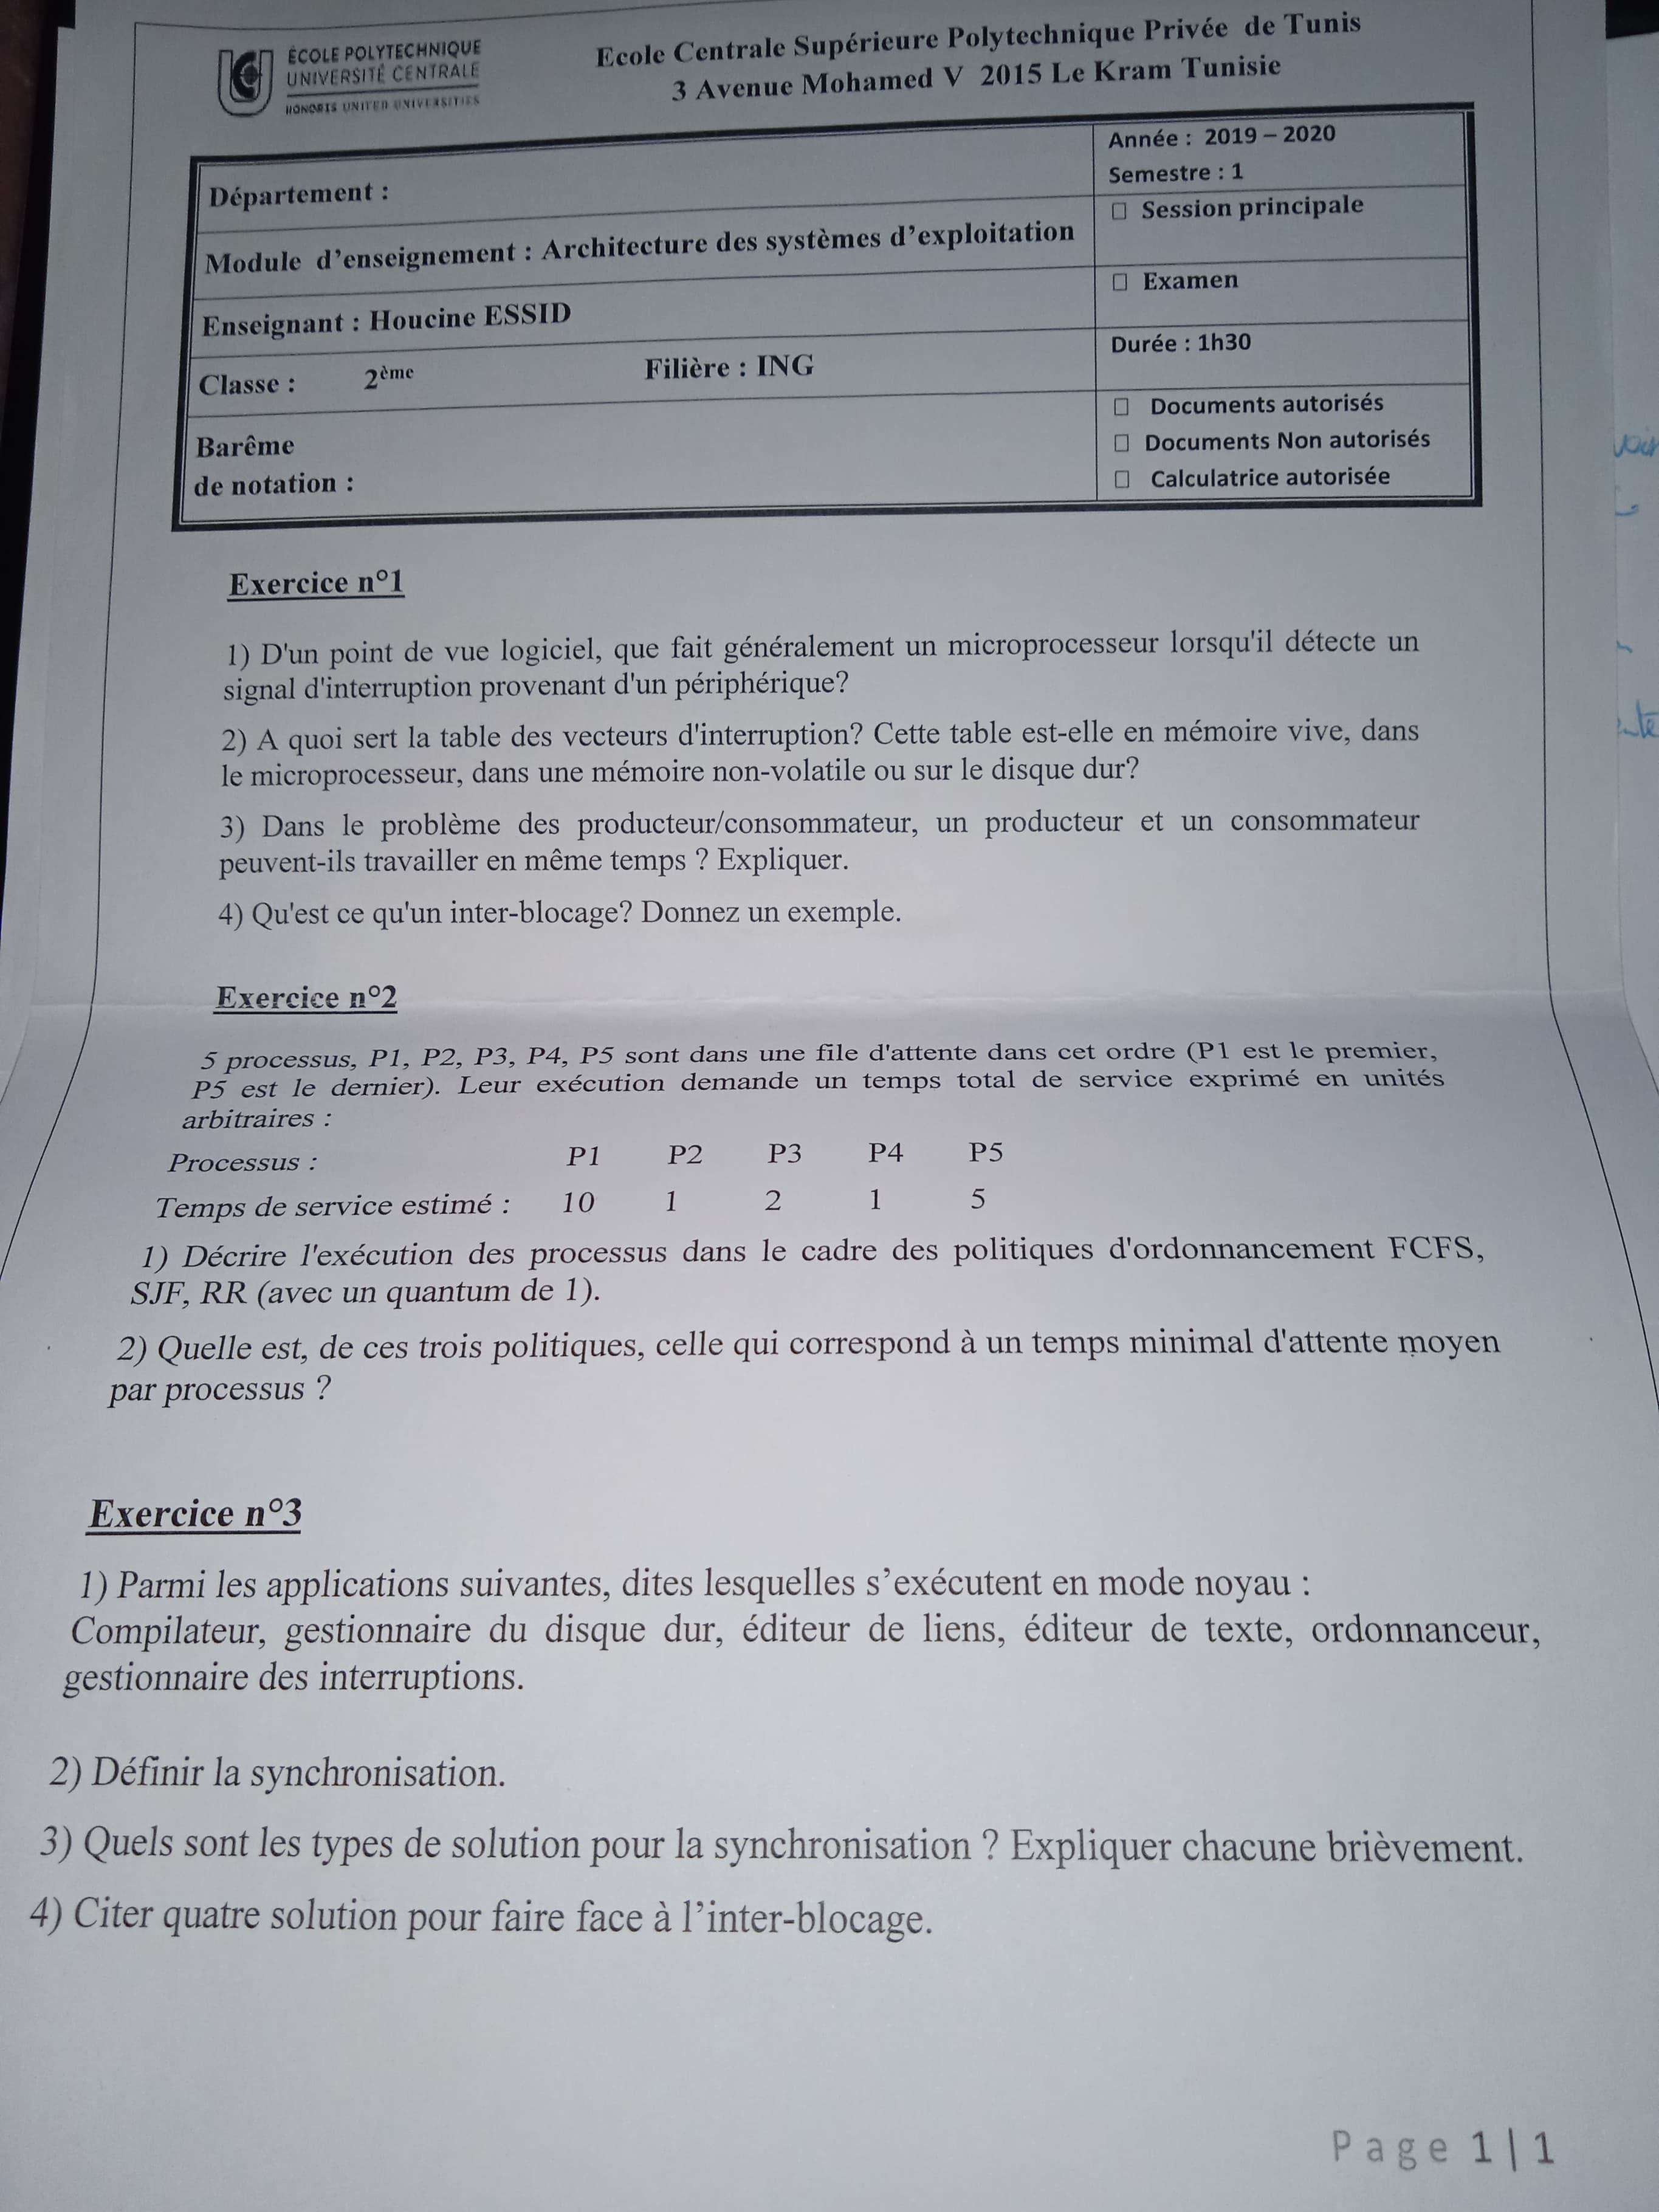 ÉCOLE POLYTECHNIQUE
UNIVERSITÉ CENTRALE
HONORIS UNITED UNIVERSITIES
Ecole Centrale Supérieure Polytechnique Privée de Tunis
3 Avenue Mohamed V 2015 Le Kram Tunisie
Département :
Année : 2019 – 2020
Semestre : 1
Module d'enseignement : Architecture des systèmes d'exploitation
□ Session principale
Enseignant : Houcine ESSID
□ Examen
Classe : 2ème Filière : ING
Durée : 1h30
Barême
de notation :
□ Documents autorisés
□ Documents Non autorisés
□ Calculatrice autorisée
Exercice n°1
1) D'un point de vue logiciel, que fait généralement un microprocesseur lorsqu'il détecte un
signal d'interruption provenant d'un périphérique?
2) A quoi sert la table des vecteurs d'interruption? Cette table est-elle en mémoire vive, dans
le microprocesseur, dans une mémoire non-volatile ou sur le disque dur?
3) Dans le problème des producteur/consommateur, un producteur et un consommateur
peuvent-ils travailler en même temps ? Expliquer.
4) Qu'est ce qu'un inter-blocage? Donnez un exemple.
Exercice n°2
5 processus, P1, P2, P3, P4, P5 sont dans une file d'attente dans cet ordre (P1 est le premier,
P5 est le dernier). Leur exécution demande un temps total de service exprimé en unités
arbitraires :
Processus : P1 P2 P3 P4 P5
Temps de service estimé : 10 1 2 1 5
1) Décrire l'exécution des processus dans le cadre des politiques d'ordonnancement FCFS,
SJF, RR (avec un quantum de 1).
2) Quelle est, de ces trois politiques, celle qui correspond à un temps minimal d'attente moyen
par processus ?
Exercice n°3
1) Parmi les applications suivantes, dites lesquelles s'exécutent en mode noyau :
Compilateur, gestionnaire du disque dur, éditeur de liens, éditeur de texte, ordonnanceur,
gestionnaire des interruptions.
2) Définir la synchronisation.
3) Quels sont les types de solution pour la synchronisation ? Expliquer chacune brièvement.
4) Citer quatre solution pour faire face à l'inter-blocage.
Page 1 | 1